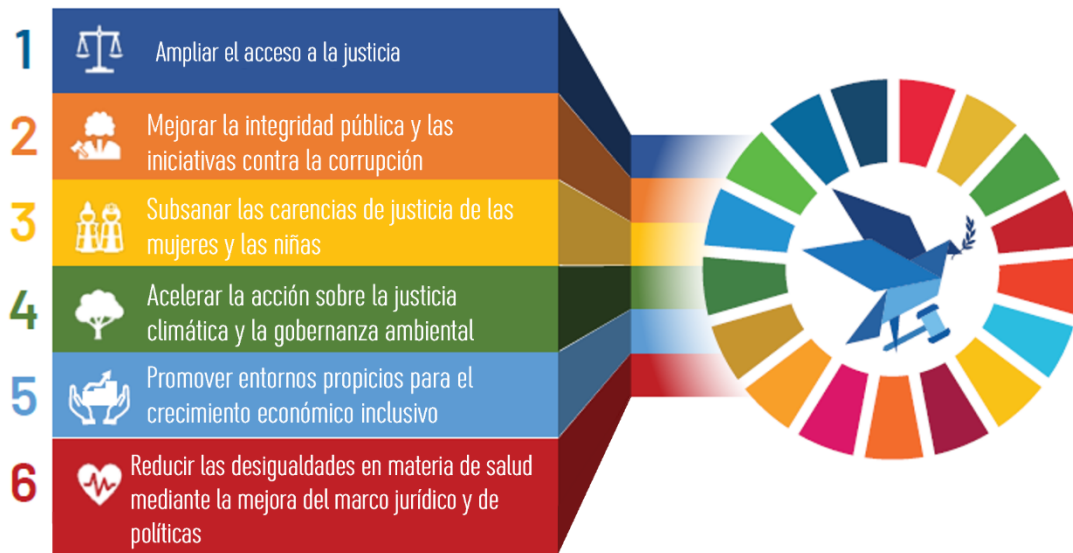 1
Ampliar el acceso a la justicia
2
Mejorar la integridad pública y las
iniciativas contra la corrupción
3
Subsanar las carencias de justicia de las
mujeres y las niñas
4
Acelerar la acción sobre la justicia
climática y la gobernanza ambiental
5
Promover entornos propicios para el
crecimiento económico inclusivo
6
Reducir las desigualdades en materia de salud
mediante la mejora del marco jurídico y de
políticas